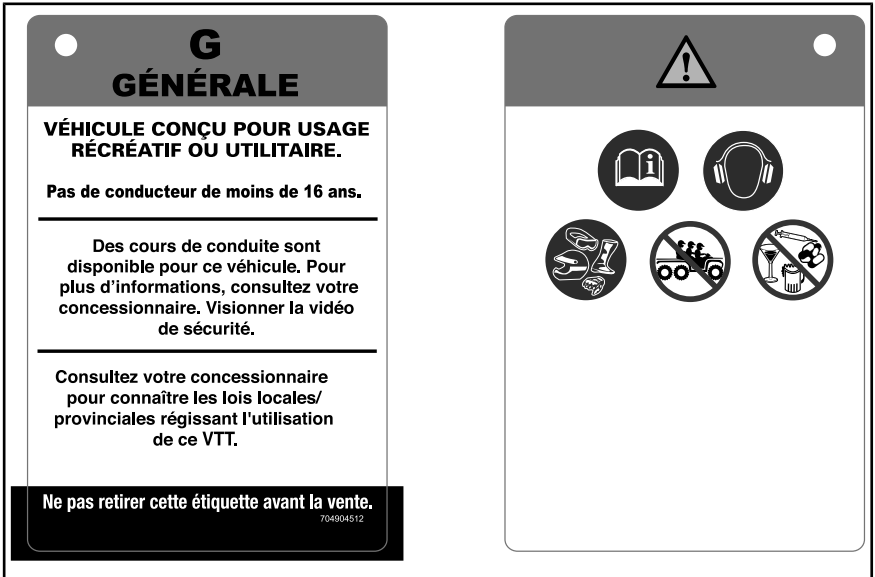 G
GÉNÉRALE
VÉHICULE CONÇU POUR USAGE
RÉCRÉATIF OU UTILITAIRE.
Pas de conducteur de moins de 16 ans.
Des cours de conduite sont
disponible pour ce véhicule. Pour
plus d'informations, consultez votre
concessionnaire. Visionner la vidéo
de sécurité.
Consultez votre concessionnaire
pour connaître les lois locales/
provinciales régissant l'utilisation
de ce VTT.
Ne pas retirer cette étiquette avant la vente.
704904512
!
i